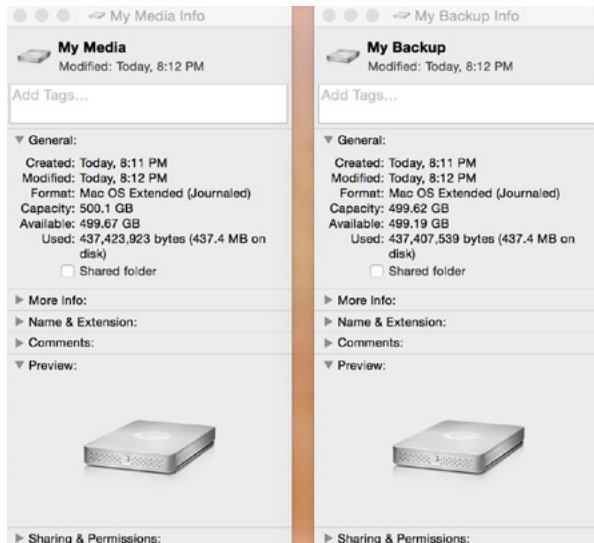 My Media Info
My Media
Modified: Today, 8:12 PM
Add Tags...
General:
Created: Today, 8:11 PM
Modified: Today, 8:12 PM
Format: Mac OS Extended (Journaled)
Capacity: 500.1 GB
Available: 499.67 GB
Used: 437,423,923 bytes (437.4 MB on
disk)
Shared folder
More Info:
Name & Extension:
Comments:
Preview:
Sharing & Permissions:
My Backup Info
My Backup
Modified: Today, 8:12 PM
Add Tags...
General:
Created: Today, 8:11 PM
Modified: Today, 8:12 PM
Format: Mac OS Extended (Journaled)
Capacity: 499.62 GB
Available: 499.19 GB
Used: 437,407,539 bytes (437.4 MB on
disk)
Shared folder
More Info:
Name & Extension:
Comments:
Preview:
Sharing & Permissions: